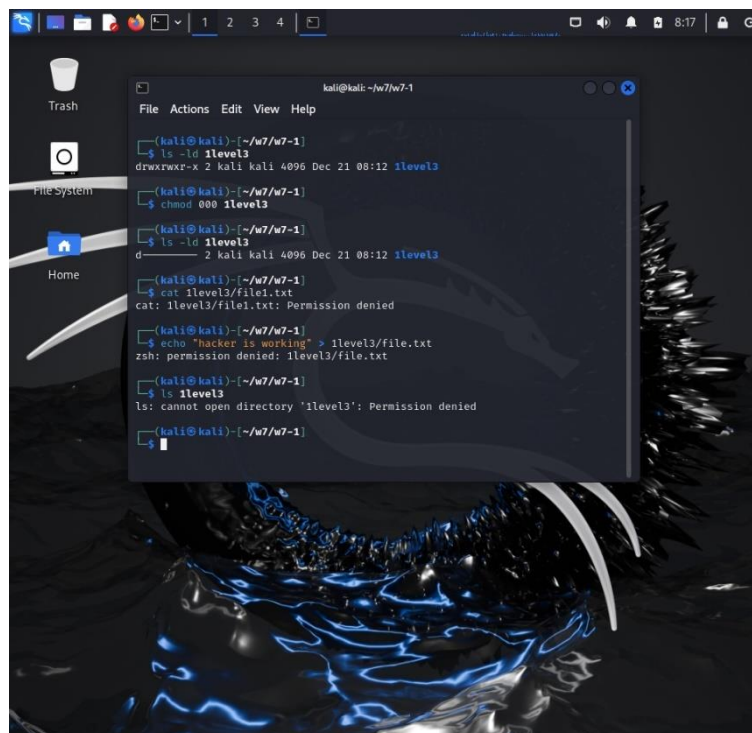 1 2 3 4
8:17
Trash
File System
Home
kali@kali: ~/w7/w7-1
File Actions Edit View Help
┌──(kali㉿kali)-[~/w7/w7-1]
└─$ ls -ld 1level3
drwxrwxr-x 2 kali kali 4096 Dec 21 08:12 1level3
┌──(kali㉿kali)-[~/w7/w7-1]
└─$ chmod 000 1level3
┌──(kali㉿kali)-[~/w7/w7-1]
└─$ ls -ld 1level3
d--------- 2 kali kali 4096 Dec 21 08:12 1level3
┌──(kali㉿kali)-[~/w7/w7-1]
└─$ cat 1level3/file1.txt
cat: 1level3/file1.txt: Permission denied
┌──(kali㉿kali)-[~/w7/w7-1]
└─$ echo "hacker is working" > 1level3/file.txt
zsh: permission denied: 1level3/file.txt
┌──(kali㉿kali)-[~/w7/w7-1]
└─$ ls 1level3
ls: cannot open directory '1level3': Permission denied
┌──(kali㉿kali)-[~/w7/w7-1]
└─$